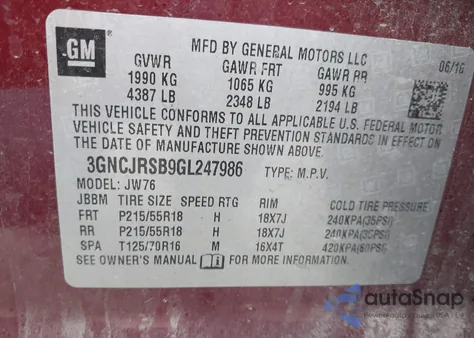 GM
MFD BY GENERAL MOTORS LLC
06/16
GVWR GAWR FRT GAWR RR
1990 KG 1065 KG 995 KG
4387 LB 2348 LB 2194 LB
THIS VEHICLE CONFORMS TO ALL APPLICABLE U.S. FEDERAL MOTOR
VEHICLE SAFETY AND THEFT PREVENTION STANDARDS IN EFFECT ON
THE DATE OF MANUFACTURE SHOWN ABOVE.
3GNCJRSB9GL247986 TYPE: M.P.V.
MODEL: JW76
JBBM TIRE SIZE SPEED RTG RIM COLD TIRE PRESSURE
FRT P215/55R18 H 18X7J 240KPA(35PSI)
RR P215/55R18 H 18X7J 240KPA(35PSI)
SPA T125/70R16 M 16X4T 420KPA(60PSI)
SEE OWNER'S MANUAL FOR MORE INFORMATION
autoSnap